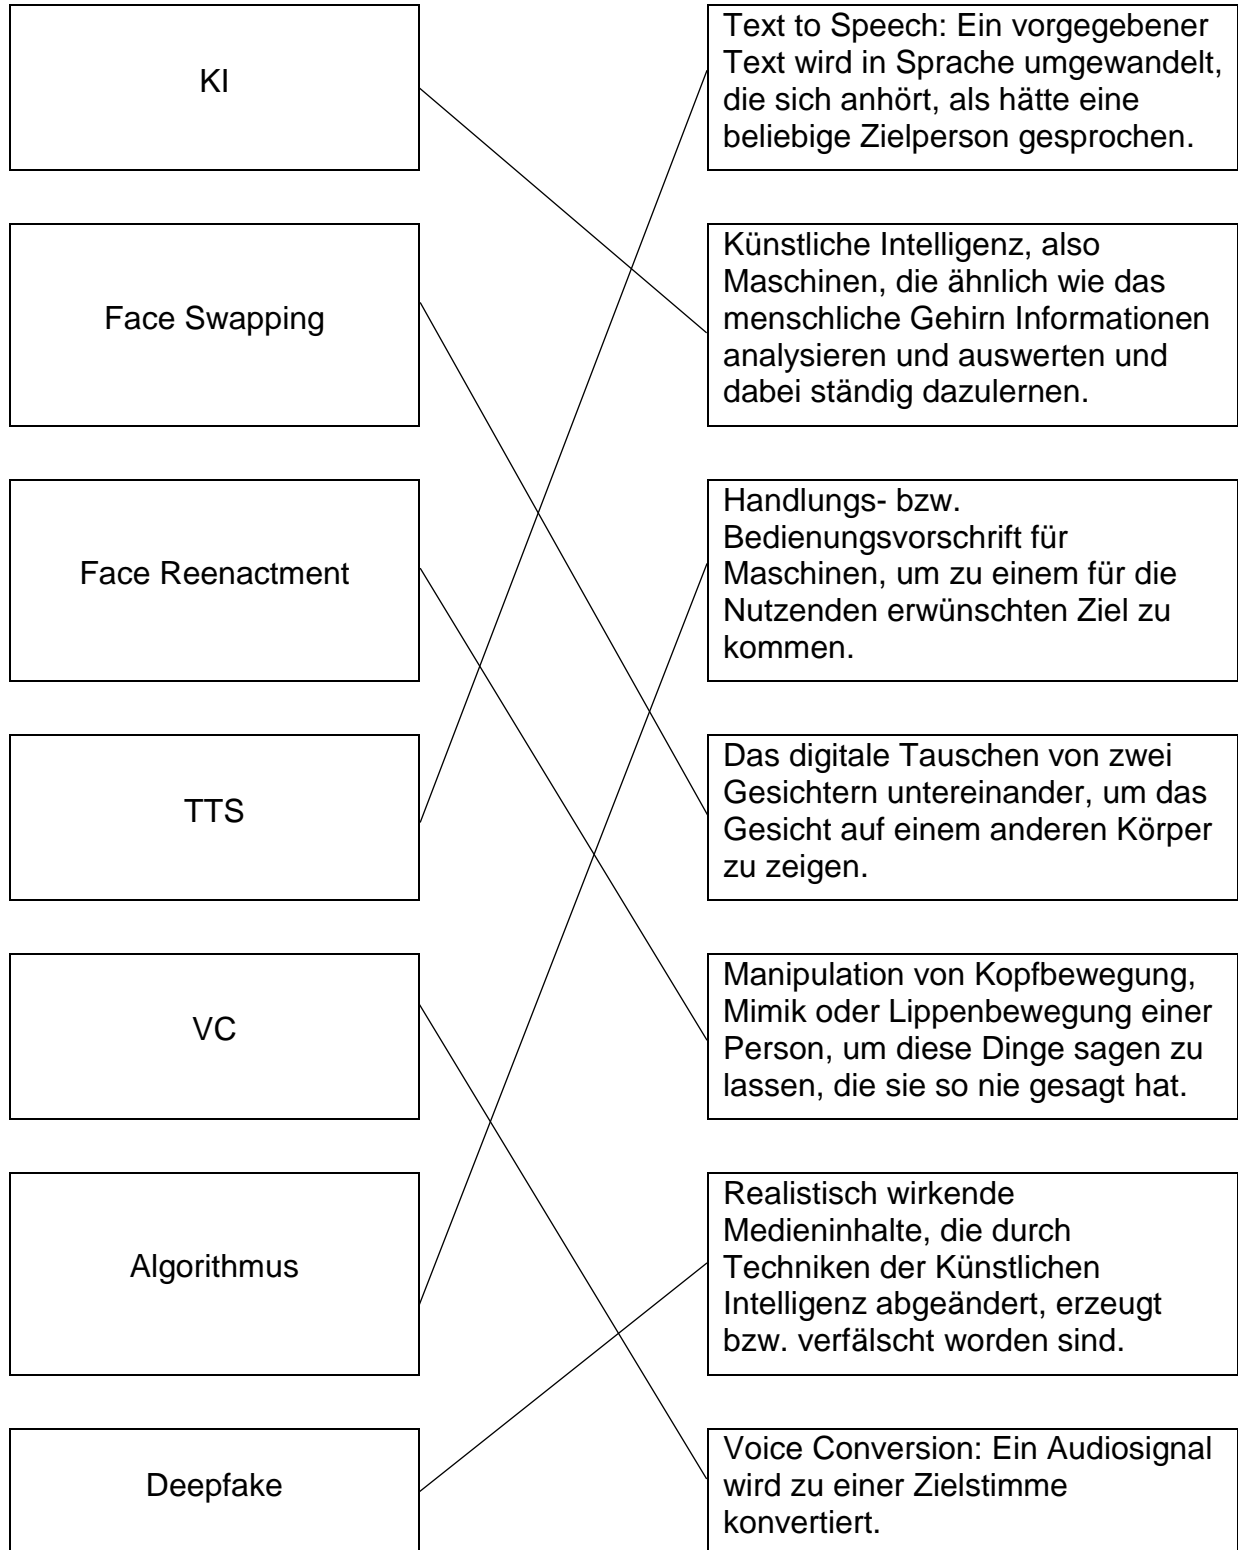 KI
Text to Speech: Ein vorgegebener
Text wird in Sprache umgewandelt,
die sich anhört, als hätte eine
beliebige Zielperson gesprochen.
Face Swapping
Künstliche Intelligenz, also
Maschinen, die ähnlich wie das
menschliche Gehirn Informationen
analysieren und auswerten und
dabei ständig dazulernen.
Face Reenactment
Handlungs- bzw.
Bedienungsvorschrift für
Maschinen, um zu einem für die
Nutzenden erwünschten Ziel zu
kommen.
TTS
Das digitale Tauschen von zwei
Gesichtern untereinander, um das
Gesicht auf einem anderen Körper
zu zeigen.
VC
Manipulation von Kopfbewegung,
Mimik oder Lippenbewegung einer
Person, um diese Dinge sagen zu
lassen, die sie so nie gesagt hat.
Algorithmus
Realistisch wirkende
Medieninhalte, die durch
Techniken der Künstlichen
Intelligenz abgeändert, erzeugt
bzw. verfälscht worden sind.
Deepfake
Voice Conversion: Ein Audiosignal
wird zu einer Zielstimme
konvertiert.